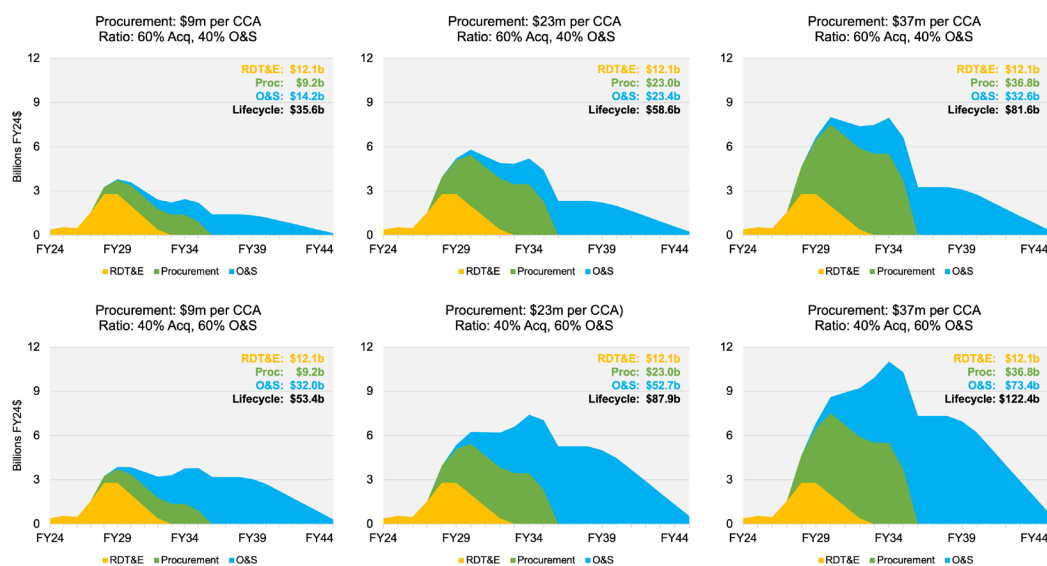 Procurement: $9m per CCA
Ratio: 60% Acq, 40% O&S
12
9
6
3
0
Billions FY24$
RDT&E: $12.1b
Proc: $9.2b
O&S: $14.2b
Lifecycle: $35.6b
FY24 FY29 FY34 FY39 FY44
RDT&E Procurement O&S
Procurement: $23m per CCA
Ratio: 60% Acq, 40% O&S
12
9
6
3
0
RDT&E: $12.1b
Proc: $23.0b
O&S: $23.4b
Lifecycle: $58.6b
FY24 FY29 FY34 FY39 FY44
RDT&E Procurement O&S
Procurement: $37m per CCA
Ratio: 60% Acq, 40% O&S
12
9
6
3
0
RDT&E: $12.1b
Proc: $36.8b
O&S: $32.6b
Lifecycle: $81.6b
FY24 FY29 FY34 FY39 FY44
RDT&E Procurement O&S
Procurement: $9m per CCA
Ratio: 40% Acq, 60% O&S
12
9
6
3
0
Billions FY24$
RDT&E: $12.1b
Proc: $9.2b
O&S: $32.0b
Lifecycle: $53.4b
FY24 FY29 FY34 FY39 FY44
RDT&E Procurement O&S
Procurement: $23m per CCA)
Ratio: 40% Acq, 60% O&S
12
9
6
3
0
RDT&E: $12.1b
Proc: $23.0b
O&S: $52.7b
Lifecycle: $87.9b
FY24 FY29 FY34 FY39 FY44
RDT&E Procurement O&S
Procurement: $37m per CCA
Ratio: 40% Acq, 60% O&S
12
9
6
3
0
RDT&E: $12.1b
Proc: $36.8b
O&S: $73.4b
Lifecycle: $122.4b
FY24 FY29 FY34 FY39 FY44
RDT&E Procurement O&S